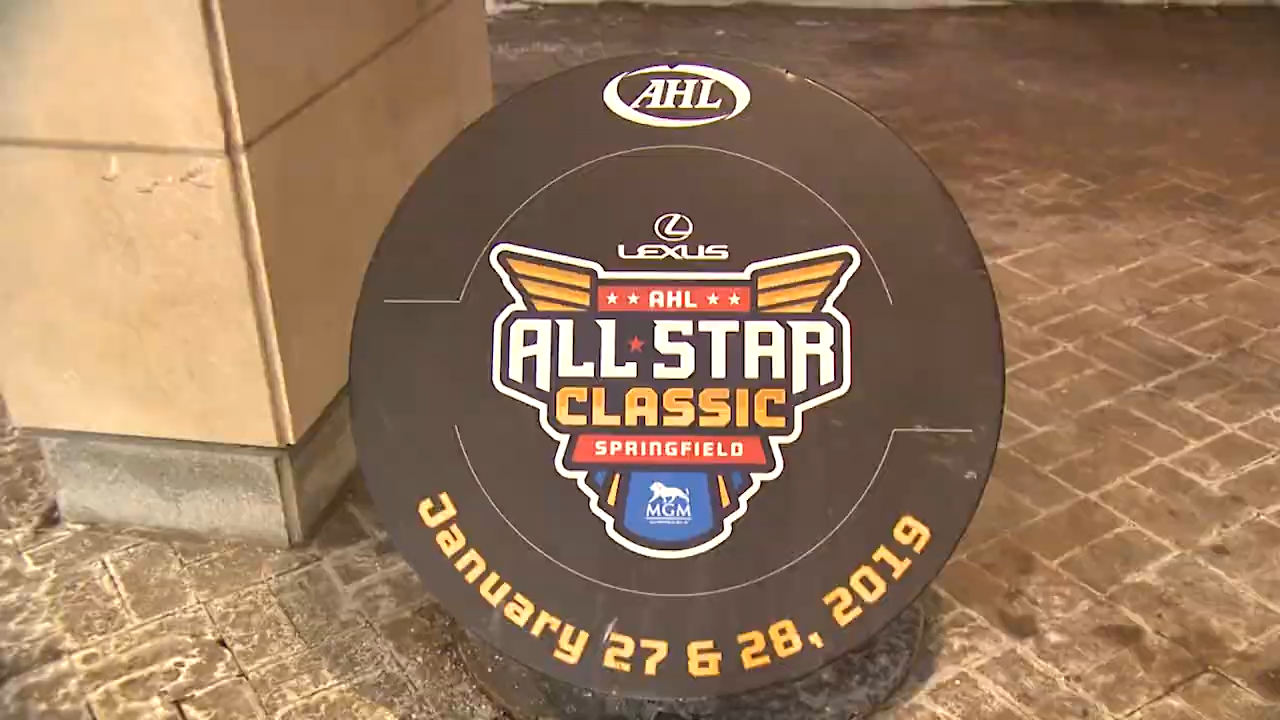 AHL
LEXUS
AHL
ALL STAR
CLASSIC
SPRINGFIELD
MGM
January 27 & 28, 2019